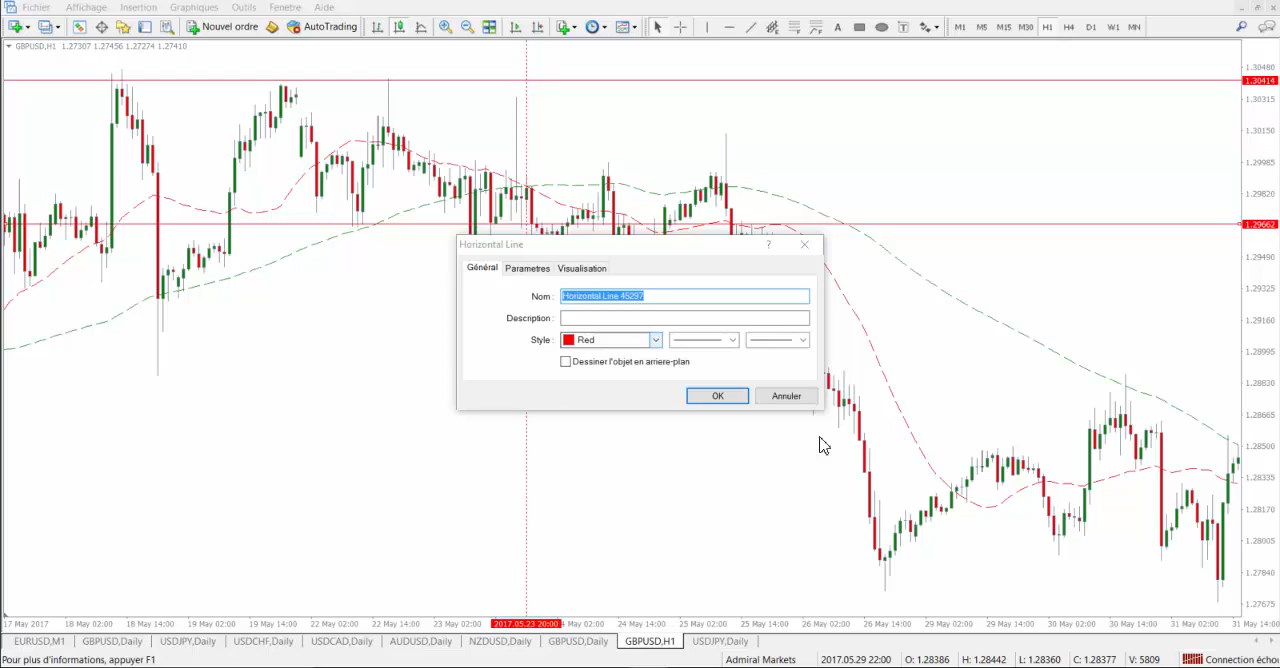 Fichier Affichage Insertion Graphiques Outils Fenetre Aide
Nouvel ordre AutoTrading A T M1 M5 M15 M30 H1 H4 D1 W1 MN
GBPUSD,H1 1.27307 1.27456 1.27274 1.27410
1.30480
1.30414
1.30315
1.30150
1.29985
1.29820
1.29662
1.29490
1.29325
1.29160
1.28995
1.28830
1.28665
1.28500
1.28335
1.28170
1.28005
1.27840
1.27675
Horizontal Line ?
Général Parametres Visualisation
Nom : Horizontal Line 45297
Description :
Style : Red
Dessiner l'objet en arriere-plan
OK Annuler
17 May 2017 18 May 02:00 18 May 14:00 19 May 02:00 19 May 14:00 22 May 02:00 22 May 14:00 23 May 02:00 2017.05.23 20:00 4 May 02:00 24 May 14:00 25 May 02:00 25 May 14:00 26 May 02:00 26 May 14:00 29 May 02:00 29 May 14:00 30 May 02:00 30 May 14:00 31 May 02:00 31 May 14:00
EURUSD,M1 GBPUSD,Daily USDJPY,Daily USDCHF,Daily USDCAD,Daily AUDUSD,Daily NZDUSD,Daily GBPUSD,Daily GBPUSD,H1 USDJPY,Daily
Pour plus d'informations, appuyer F1 Admiral Markets 2017.05.29 22:00 O: 1.28386 H: 1.28442 L: 1.28360 C: 1.28377 V: 5809 Connexion écho